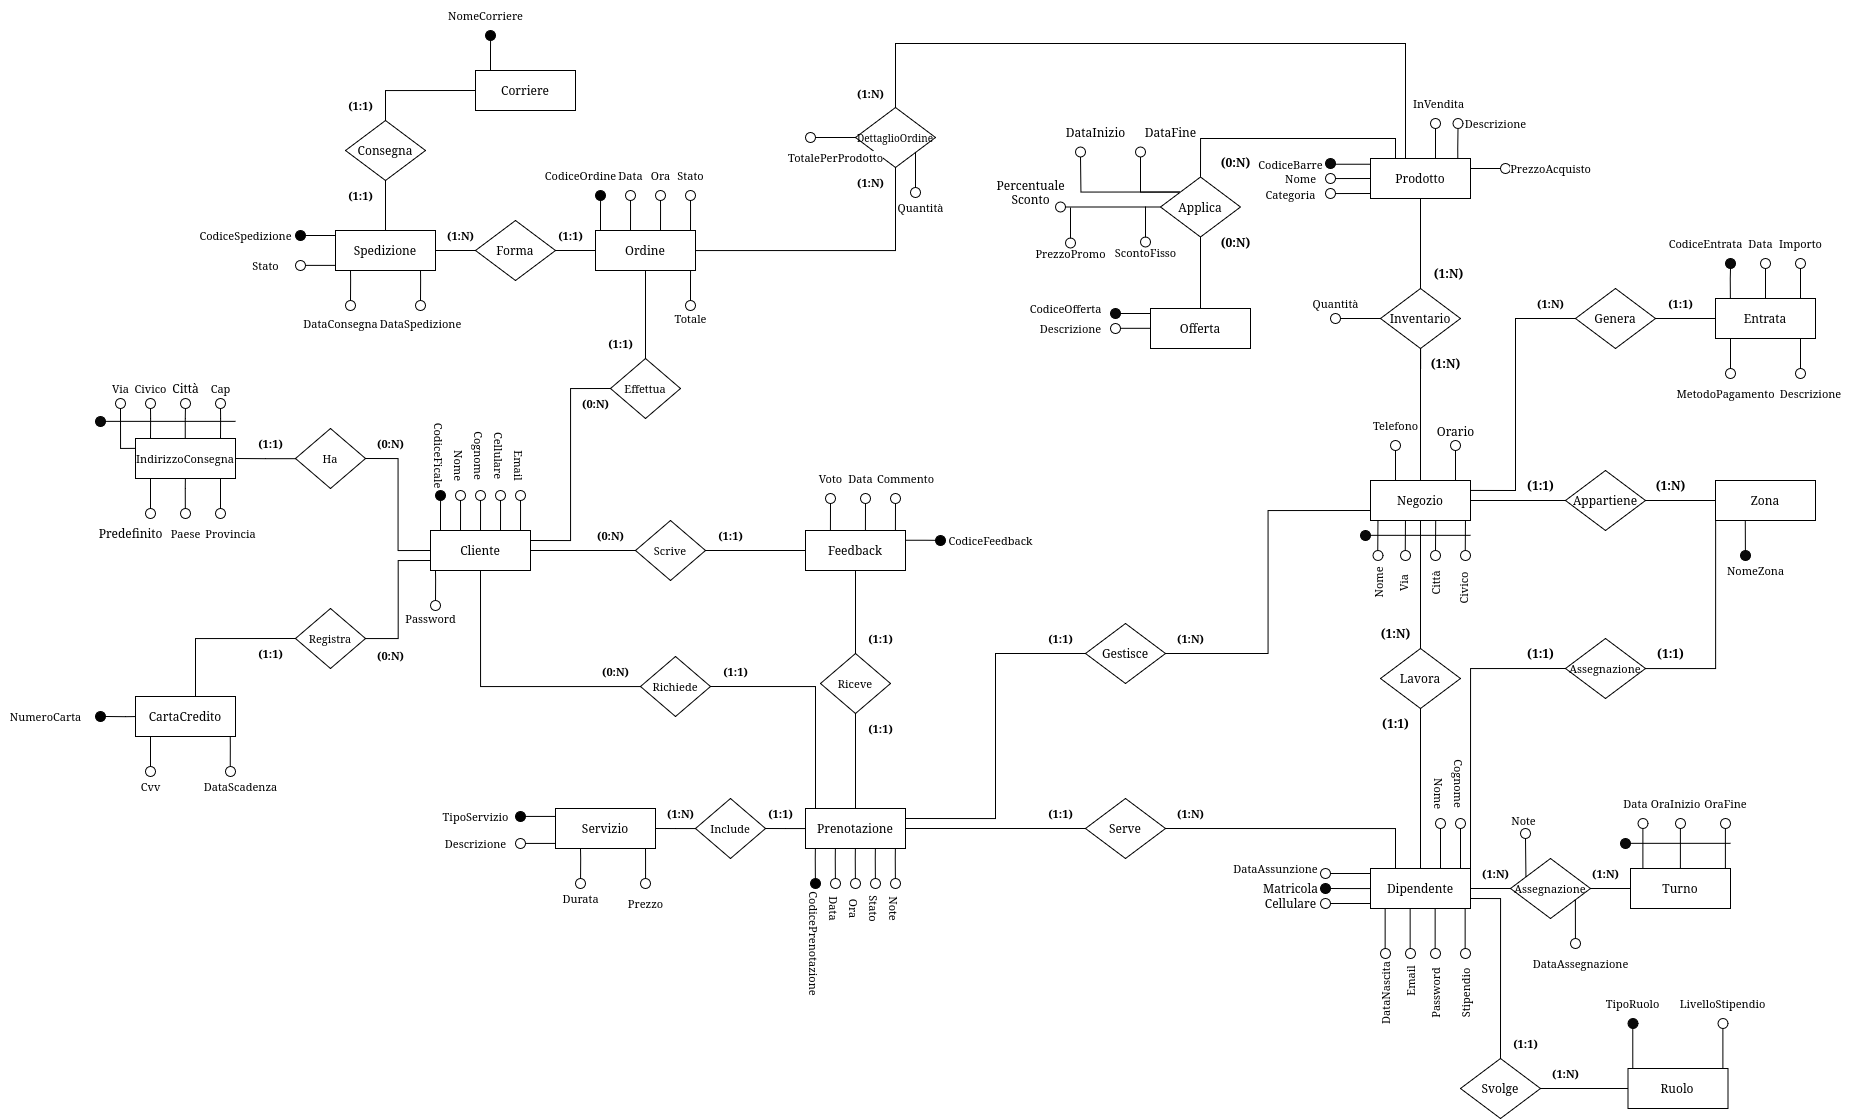 NomeCorriere
Corriere
(1:1)
Consegna
(1:1)
CodiceSpedizione
Stato
Spedizione
DataConsegna
DataSpedizione
(1:N)
Forma
(1:1)
CodiceOrdine
Data
Ora
Stato
Ordine
Totale
(1:N)
DettaglioOrdine
TotalePerProdotto
(1:N)
Quantità
DataInizio
DataFine
Percentuale
Sconto
PrezzoPromo
ScontoFisso
(0:N)
Applica
(0:N)
CodiceOfferta
Descrizione
Offerta
InVendita
Descrizione
CodiceBarre
Nome
Categoria
Prodotto
PrezzoAcquisto
(1:N)
Quantità
Inventario
(1:N)
CodiceEntrata
Data
Importo
(1:N)
Genera
(1:1)
Entrata
MetodoPagamento
Descrizione
(1:1)
Effettua
(0:N)
Via
Civico
Città
Cap
IndirizzoConsegna
Predefinito
Paese
Provincia
(1:1)
Ha
(0:N)
CodiceFicale
Nome
Cognome
Cellulare
Email
Cliente
Password
(0:N)
Scrive
(1:1)
Voto
Data
Commento
Feedback
CodiceFeedback
Telefono
Orario
Negozio
Nome
Via
Città
Civico
(1:1)
Appartiene
(1:N)
Zona
NomeZona
(1:1)
Registra
(0:N)
NumeroCarta
CartaCredito
Cvv
DataScadenza
(0:N)
Richiede
(1:1)
(1:1)
Riceve
(1:1)
(1:1)
Gestisce
(1:N)
(1:N)
Lavora
(1:1)
(1:1)
Assegnazione
(1:1)
TipoServizio
Descrizione
Servizio
Durata
Prezzo
(1:N)
Include
(1:1)
Prenotazione
CodicePrenotazione
Data
Ora
Stato
Note
(1:1)
Serve
(1:N)
Nome
Cognome
DataAssunzione
Matricola
Cellulare
Dipendente
DataNascita
Email
Password
Stipendio
Note
(1:N)
Assegnazione
(1:N)
DataAssegnazione
Data
OraInizio
OraFine
Turno
TipoRuolo
LivelloStipendio
(1:1)
Svolge
(1:N)
Ruolo